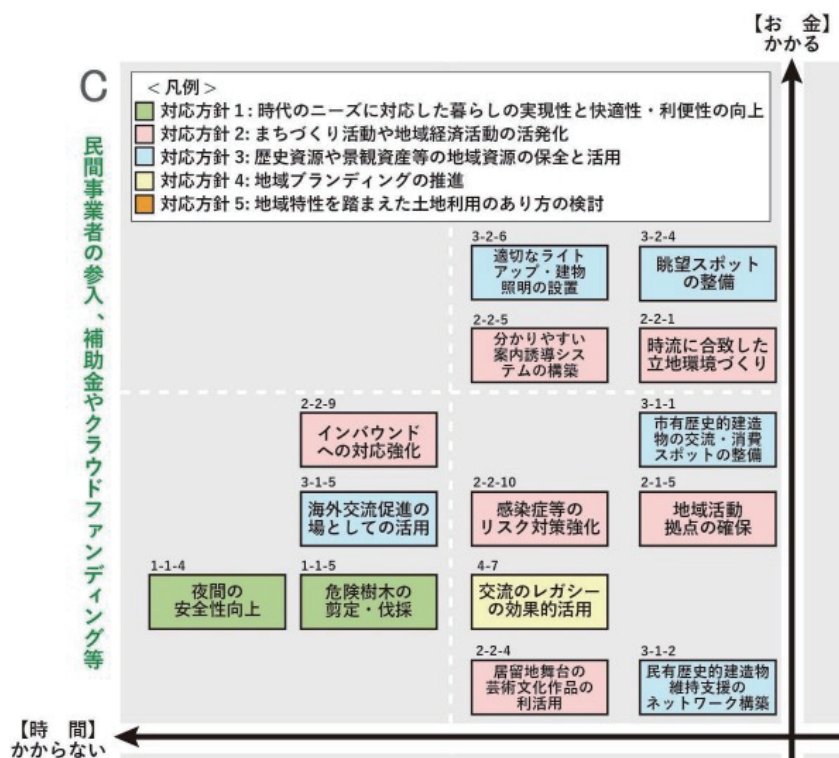 【お　金】
かかる
C
民間事業者の参入、補助金やクラウドファンディング等
＜凡例＞
対応方針 1：時代のニーズに対応した暮らしの実現性と快適性・利便性の向上
対応方針 2：まちづくり活動や地域経済活動の活発化
対応方針 3：歴史資源や景観資産等の地域資源の保全と活用
対応方針 4：地域ブランディングの推進
対応方針 5：地域特性を踏まえた土地利用のあり方の検討
3-2-6
適切なライト
アップ・建物
照明の設置
3-2-4
眺望スポット
の整備
2-2-5
分かりやすい
案内誘導シス
テムの構築
2-2-1
時流に合致した
立地環境づくり
2-2-9
インバウンド
への対応強化
3-1-1
市有歴史的建造
物の交流・消費
スポットの整備
3-1-5
海外交流促進の
場としての活用
2-2-10
感染症等の
リスク対策強化
2-1-5
地域活動
拠点の確保
1-1-4
夜間の
安全性向上
1-1-5
危険樹木の
剪定・伐採
4-7
交流のレガシー
の効果的活用
2-2-4
居留地舞台の
芸術文化作品の
利活用
3-1-2
民有歴史的建造物
維持支援の
ネットワーク構築
【時　間】
かからない